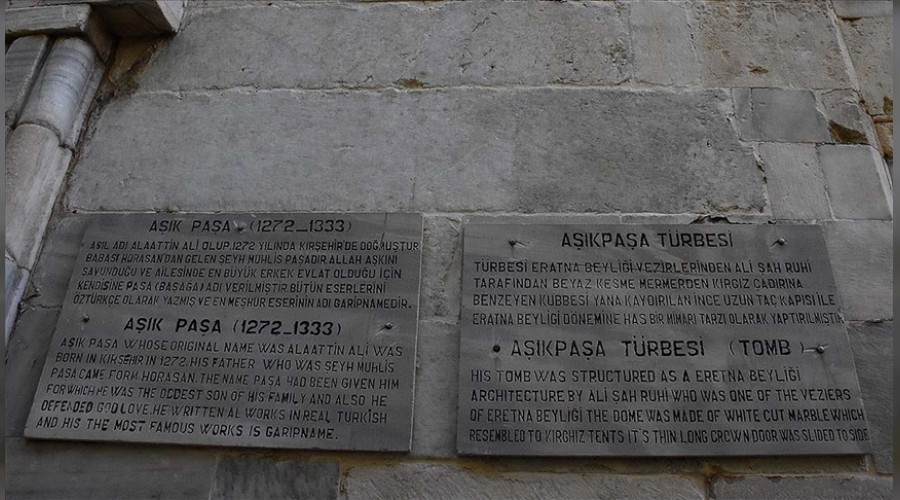 AŞIK PAŞA (1272_1333)
ASIL ADI ALAATTİN ALİ OLUP, 1272 YILINDA KIRŞEHİR'DE DOĞMUŞTUR
BABASI HORASAN'DAN GELEN ŞEYH MUHLİS PAŞADIR ALLAH AŞKINI
SAVUNDUĞU VE AİLESİNDE EN BÜYÜK ERKEK EVLAT OLDUĞU İÇİN
KENDİSİNE PAŞA (BAŞAĞA) ADI VERİLMİŞTİR BÜTÜN ESERLERİNİ
ÖZTÜRKÇE OLARAK YAZMIŞ VE EN MEŞHUR ESERİNİN ADI GARİPNAMEDİR.
AŞIK PAŞA (1272_1333)
AŞIK PAŞA WHOSE ORIGINAL NAME WAS ALAATTİN ALİ WAS
BORN IN KIRŞEHİR IN 1272. HIS FATHER WHO WAS ŞEYH MUHLİS
PAŞA CAME FORM HORASAN. THE NAME PAŞA HAD BEEN GIVEN HIM
FOR WHICH HE WAS THE OLDEST SON OF HIS FAMILY AND ALSO HE
DEFENDED GOD LOVE. HE WRITTEN AL WORKS IN REAL TURKISH
AND HIS THE MOST FAMOUS WORKS IS GARIPNAME.
AŞIKPAŞA TÜRBESİ
TÜRBESİ ERATNA BEYLİĞİ VEZİRLERİNDEN ALİ ŞAH RUHİ
TARAFINDAN BEYAZ KESME MERMERDEN KIRGIZ ÇADIRINA
BENZEYEN KUBBESİ YANA KAYDIRILAN İNCE UZUN TAÇ KAPISI İLE
ERATNA BEYLİĞİ DÖNEMİNE HAS BİR MİMARİ TARZI OLARAK YAPTIRILMIŞTIR
AŞIKPAŞA TÜRBESİ (TOMB)
HIS TOMB WAS STRUCTURED AS A ERETNA BEYLİĞİ
ARCHITECTURE BY ALİ ŞAH RUHİ WHO WAS ONE OF THE VEZIERS
OF ERETNA BEYLİĞİ THE DOME WAS MADE OF WHITE CUT MARBLE WHICH
RESEMBLED TO KIRGHIZ TENTS IT'S THIN LONG CROWN DOOR WAS SLIDED TO SIDE